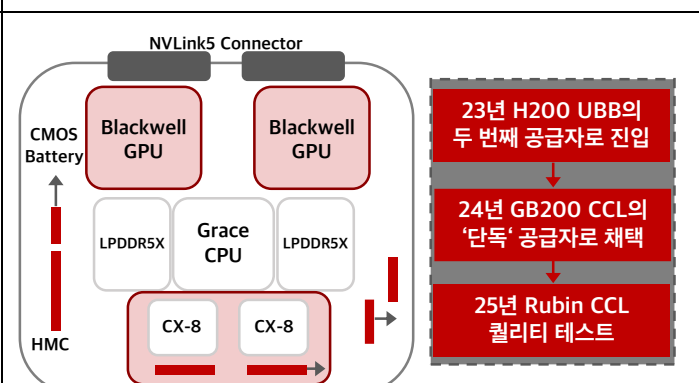 NVLink5 Connector
CMOS
Battery
Blackwell
GPU
Blackwell
GPU
LPDDR5X
Grace
CPU
LPDDR5X
CX-8
CX-8
HMC
23년 H200 UBB의
두 번째 공급자로 진입
24년 GB200 CCL의
‘단독‘ 공급자로 채택
25년 Rubin CCL
퀄리티 테스트